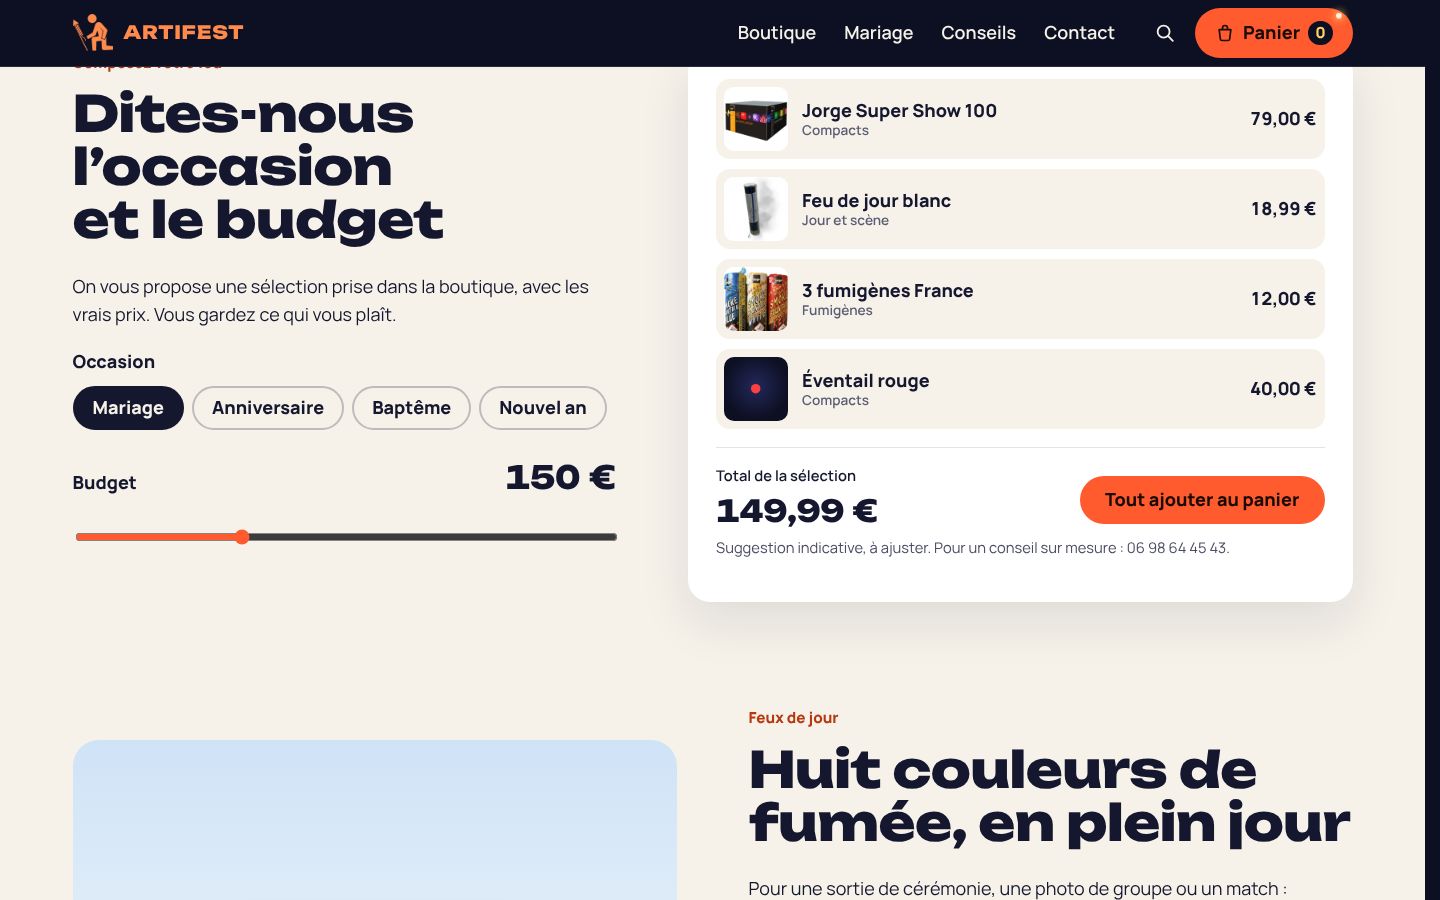 ARTIFEST
Boutique
Mariage
Conseils
Contact
Panier 0
Dites-nous
l’occasion
et le budget
On vous propose une sélection prise dans la boutique, avec les
vrais prix. Vous gardez ce qui vous plaît.
Occasion
Mariage
Anniversaire
Baptême
Nouvel an
Budget
150 €
Jorge Super Show 100
Compacts
79,00 €
Feu de jour blanc
Jour et scène
18,99 €
3 fumigènes France
Fumigènes
12,00 €
Éventail rouge
Compacts
40,00 €
Total de la sélection
149,99 €
Tout ajouter au panier
Suggestion indicative, à ajuster. Pour un conseil sur mesure : 06 98 64 45 43.
Feux de jour
Huit couleurs de
fumée, en plein jour
Pour une sortie de cérémonie, une photo de groupe ou un match :